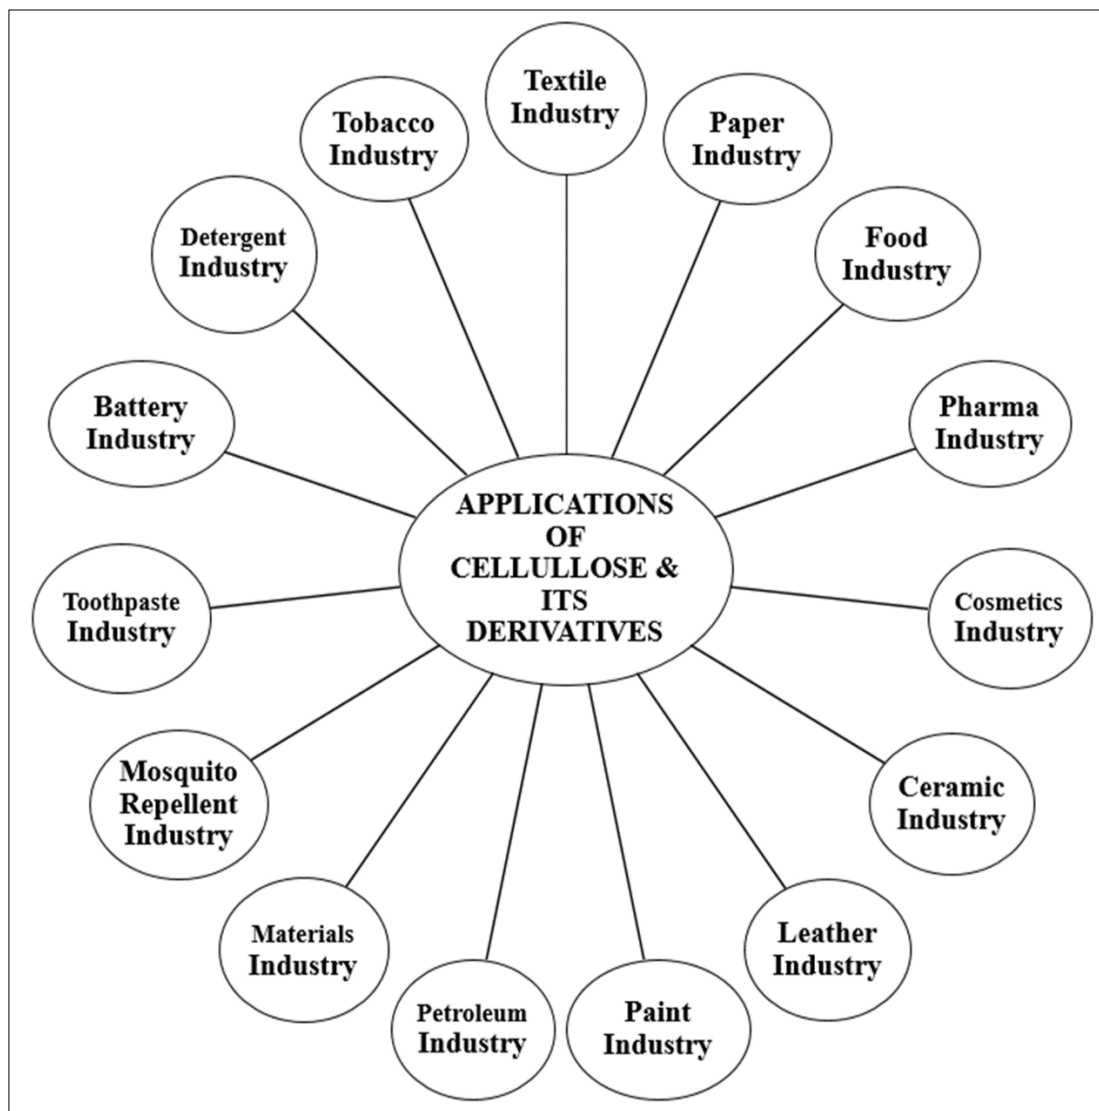 Textile
Industry
Paper
Industry
Food
Industry
Pharma
Industry
Cosmetics
Industry
Ceramic
Industry
Leather
Industry
Paint
Industry
Petroleum
Industry
Materials
Industry
Mosquito
Repellent
Industry
Toothpaste
Industry
Battery
Industry
Detergent
Industry
Tobacco
Industry
APPLICATIONS
OF
CELLULLOSE &
ITS
DERIVATIVES